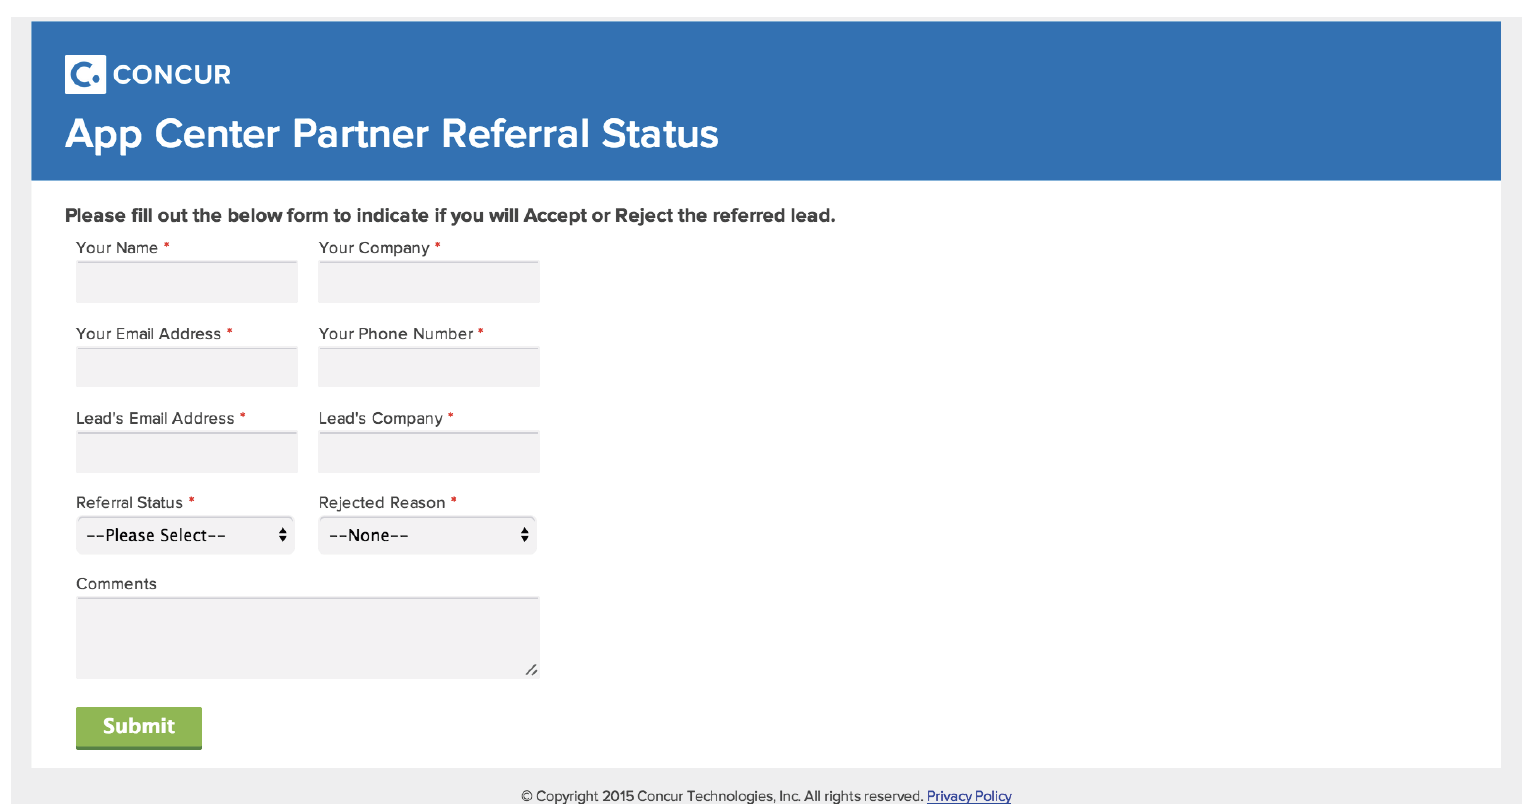 C. CONCUR
App Center Partner Referral Status
Please fill out the below form to indicate if you will Accept or Reject the referred lead.
Your Name * Your Company *
Your Email Address * Your Phone Number *
Lead's Email Address * Lead's Company *
Referral Status * Rejected Reason *
--Please Select-- --None--
Comments
Submit
© Copyright 2015 Concur Technologies, Inc. All rights reserved. Privacy Policy